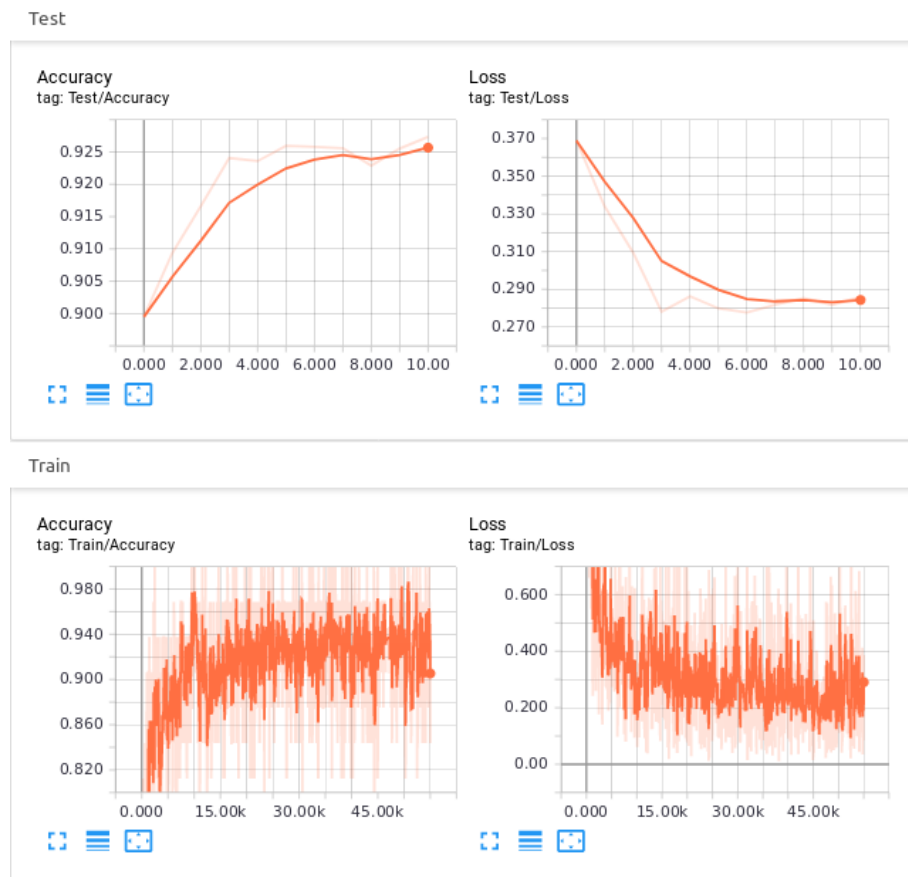 Test
Accuracy
tag: Test/Accuracy
0.925
0.920
0.915
0.910
0.905
0.900
0.000 2.000 4.000 6.000 8.000 10.00
Loss
tag: Test/Loss
0.370
0.350
0.330
0.310
0.290
0.270
0.000 2.000 4.000 6.000 8.000 10.00
Train
Accuracy
tag: Train/Accuracy
0.980
0.940
0.900
0.860
0.820
0.000 15.00k 30.00k 45.00k
Loss
tag: Train/Loss
0.600
0.400
0.200
0.00
0.000 15.00k 30.00k 45.00k